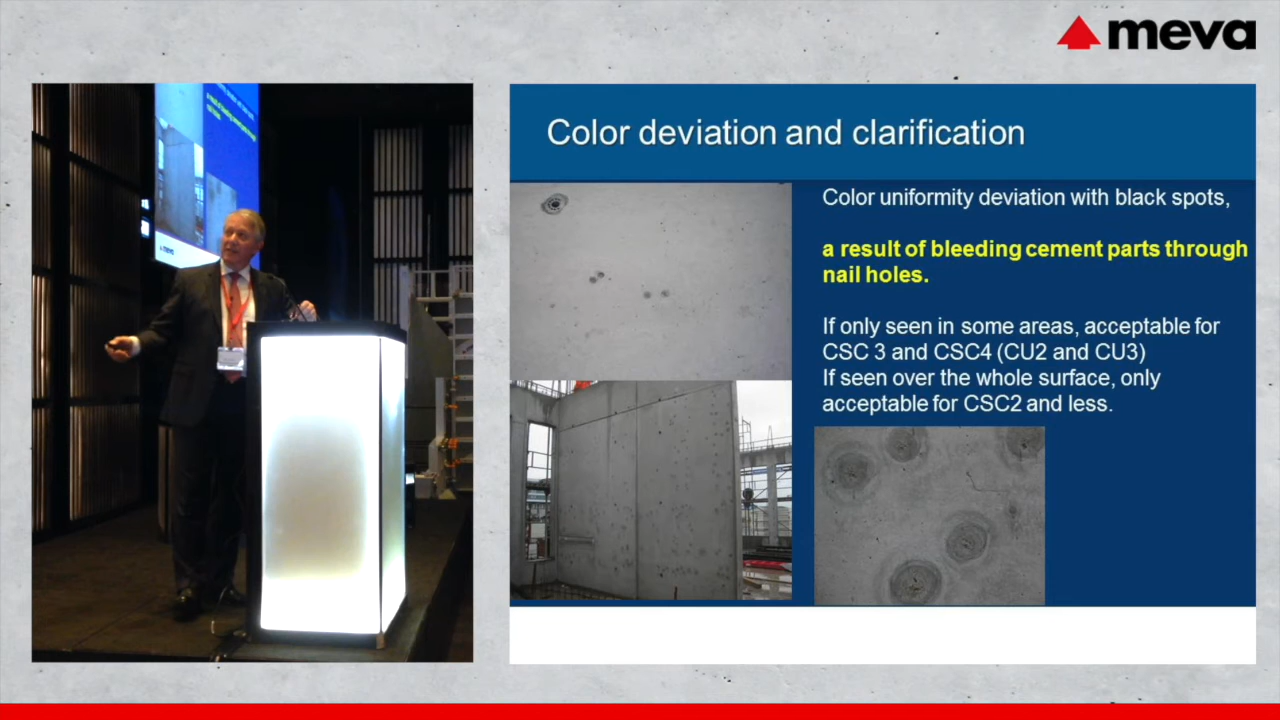 meva
Color deviation and clarification
Color uniformity deviation with black spots,
a result of bleeding cement parts through
nail holes.
If only seen in some areas, acceptable for
CSC 3 and CSC4 (CU2 and CU3)
If seen over the whole surface, only
acceptable for CSC2 and less.